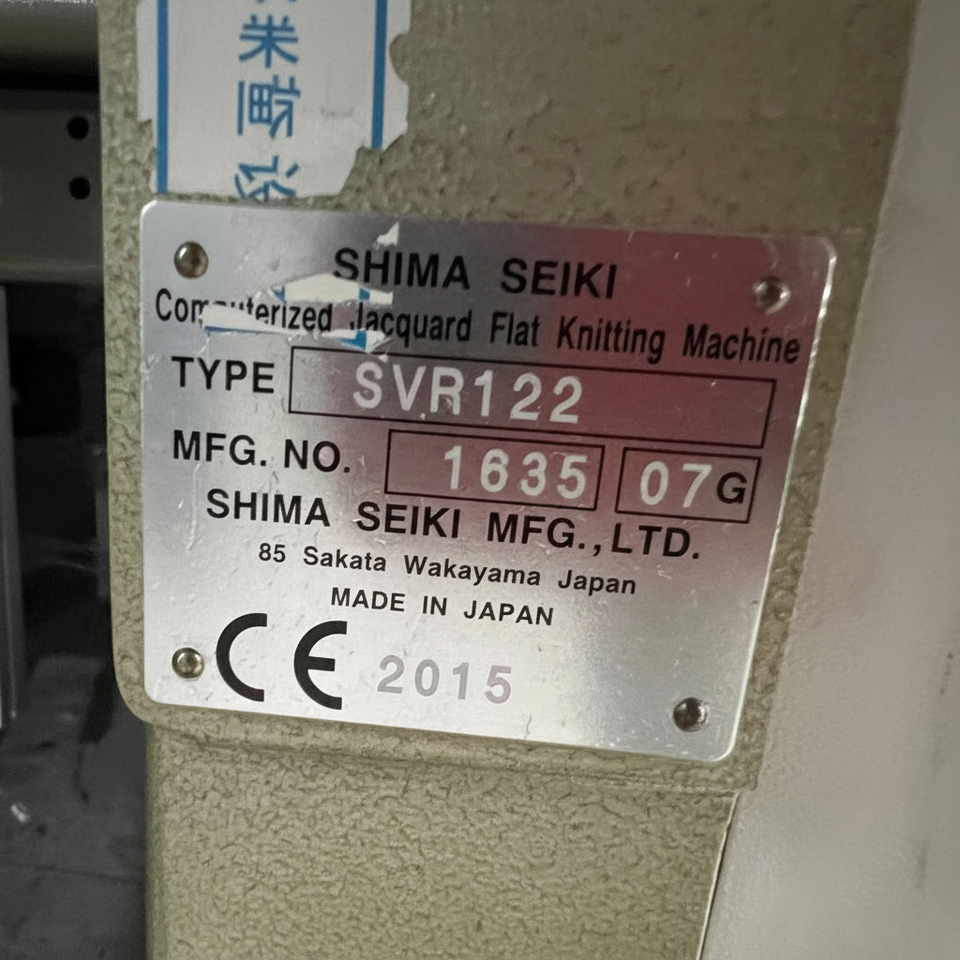 SHIMA SEIKI
Computerized Jacquard Flat Knitting Machine
TYPE SVR122
MFG. NO. 1635 07G
SHIMA SEIKI MFG.,LTD.
85 Sakata Wakayama Japan
MADE IN JAPAN
CE 2015